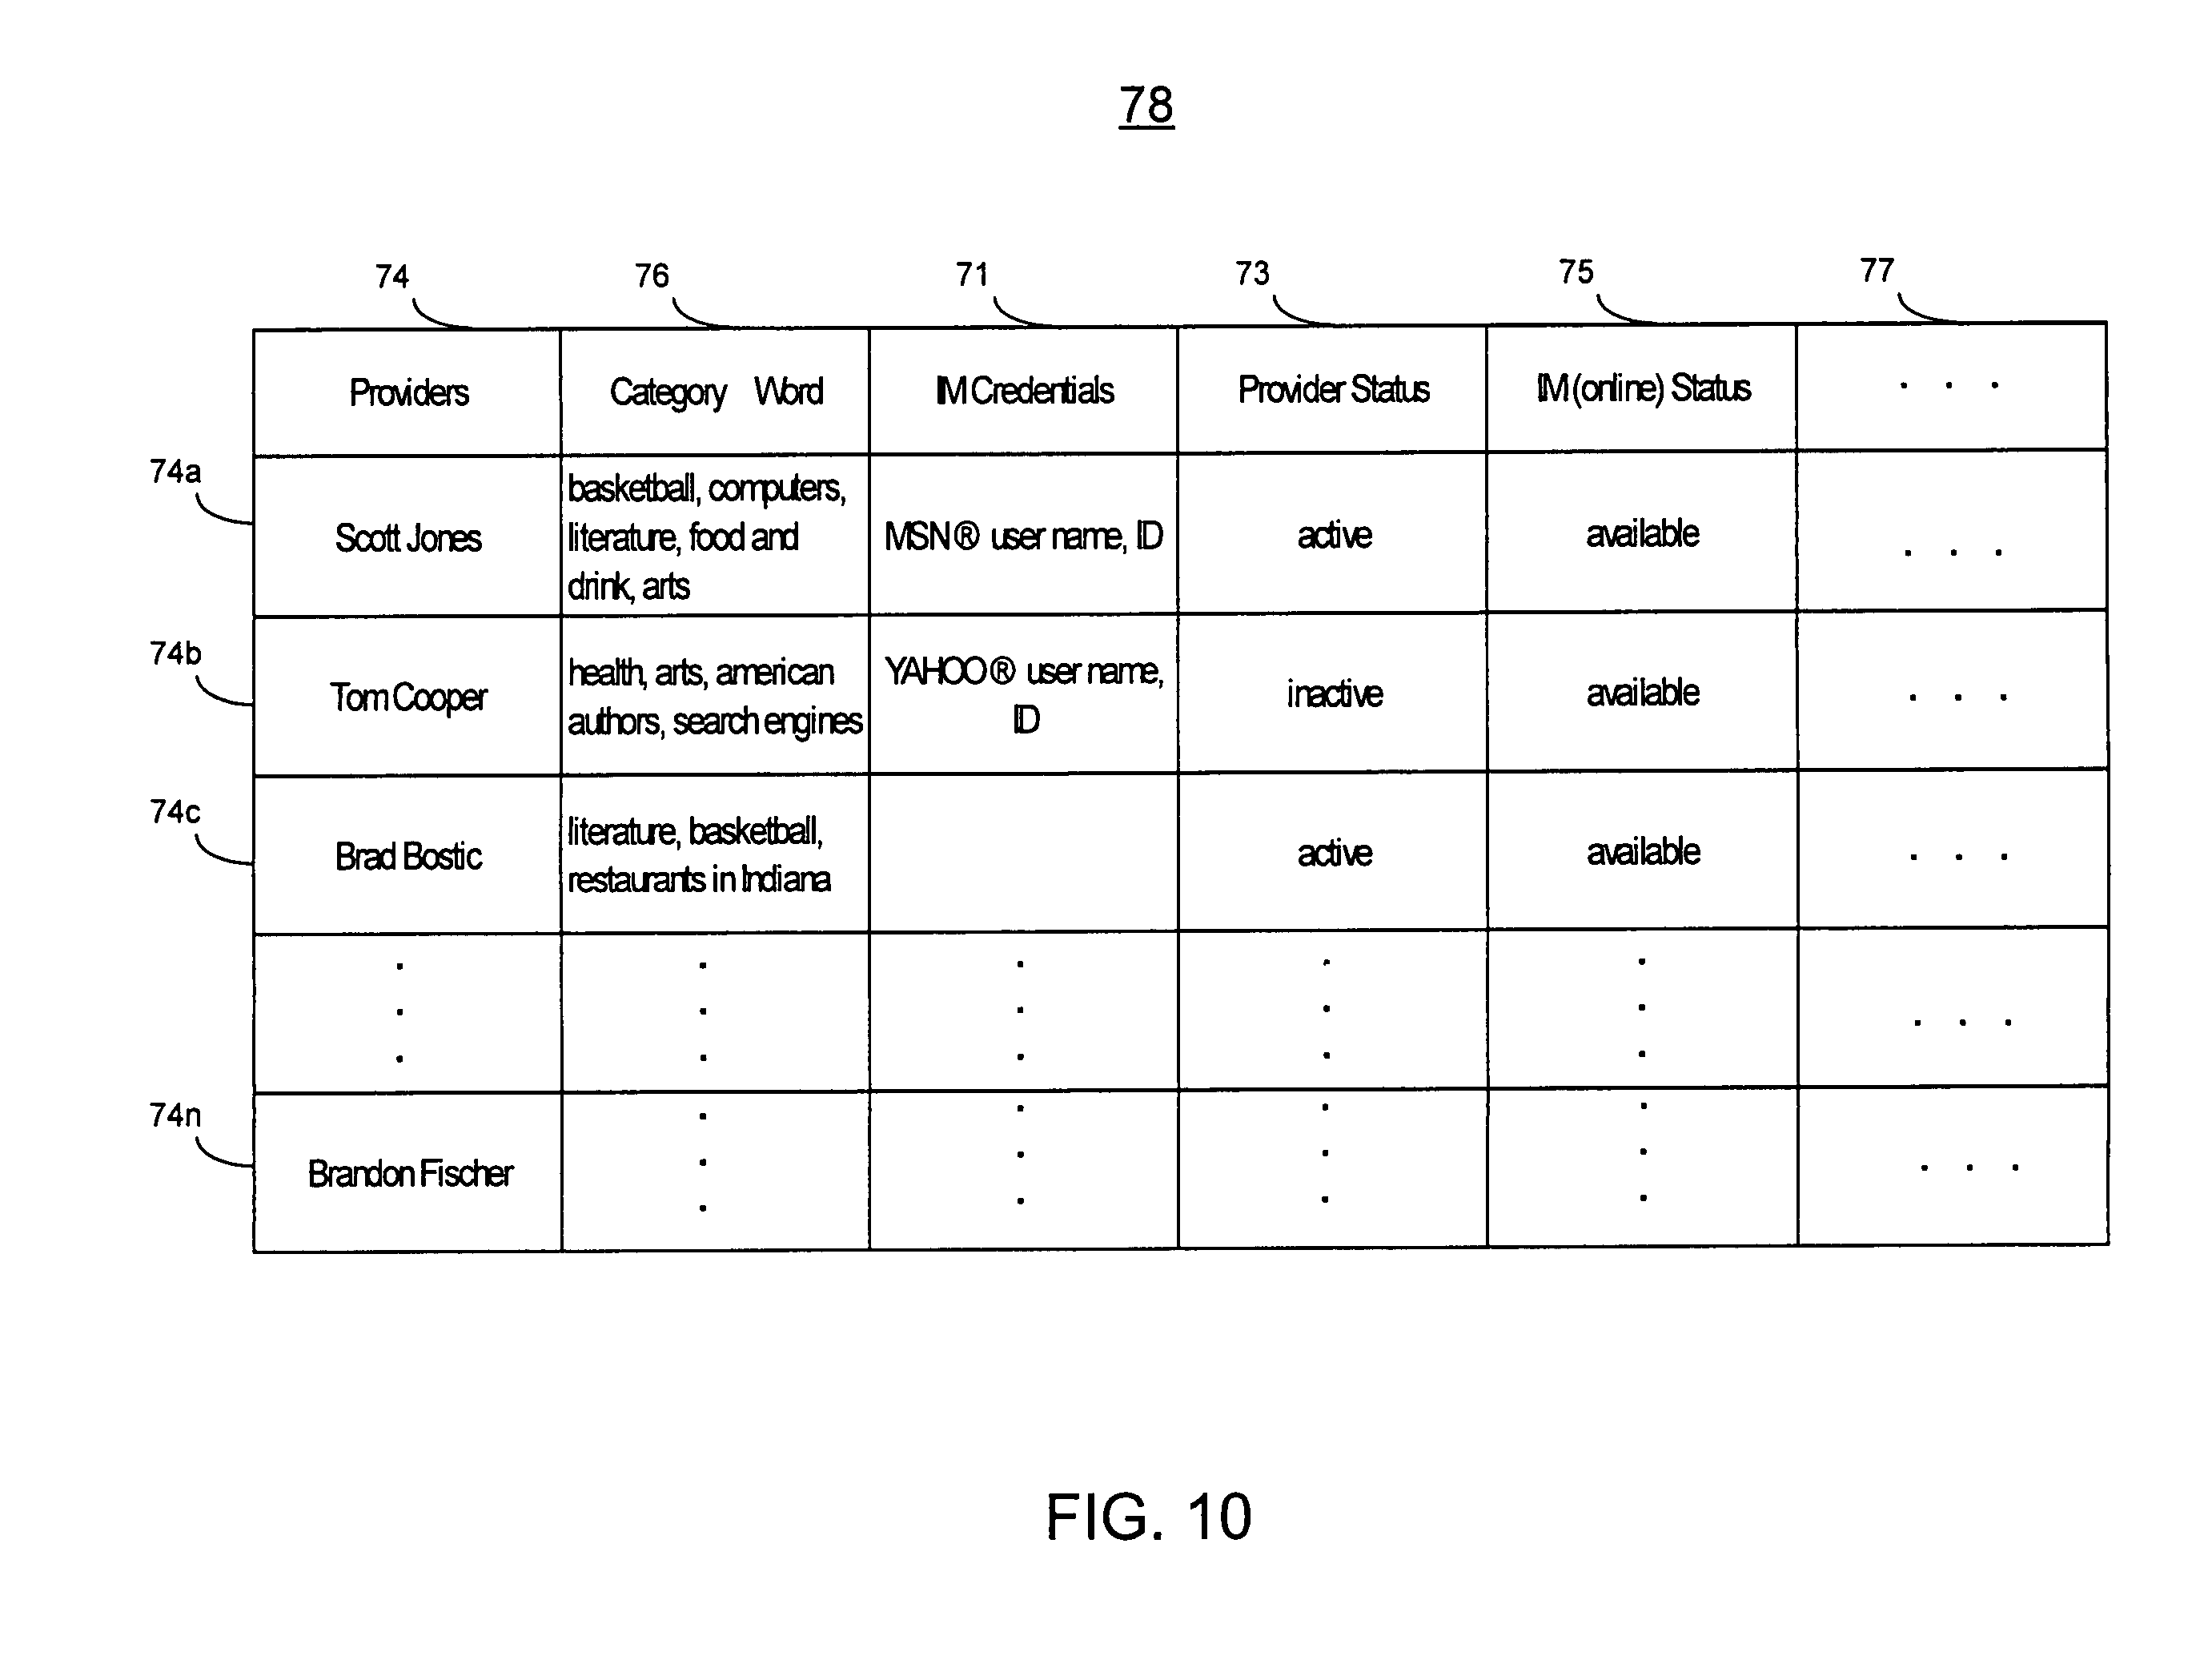 78
74 76 71 73 75 77
Providers Category Word IM Credentials Provider Status IM (online) Status . . .
74a
basketball, computers,
Scott Jones literature, food and MSN® user name, ID active available . . .
drink, arts
74b
health, arts, american YAHOO® user name,
Tom Cooper inactive available . . .
authors, search engines ID
74c
literature, basketball,
Brad Bostic active available . . .
restaurants in Indiana
. . . . .
. . . . . . . .
. . . . .
74n
. . . .
Brandon Fischer . . . . . . .
. . . .
FIG. 10